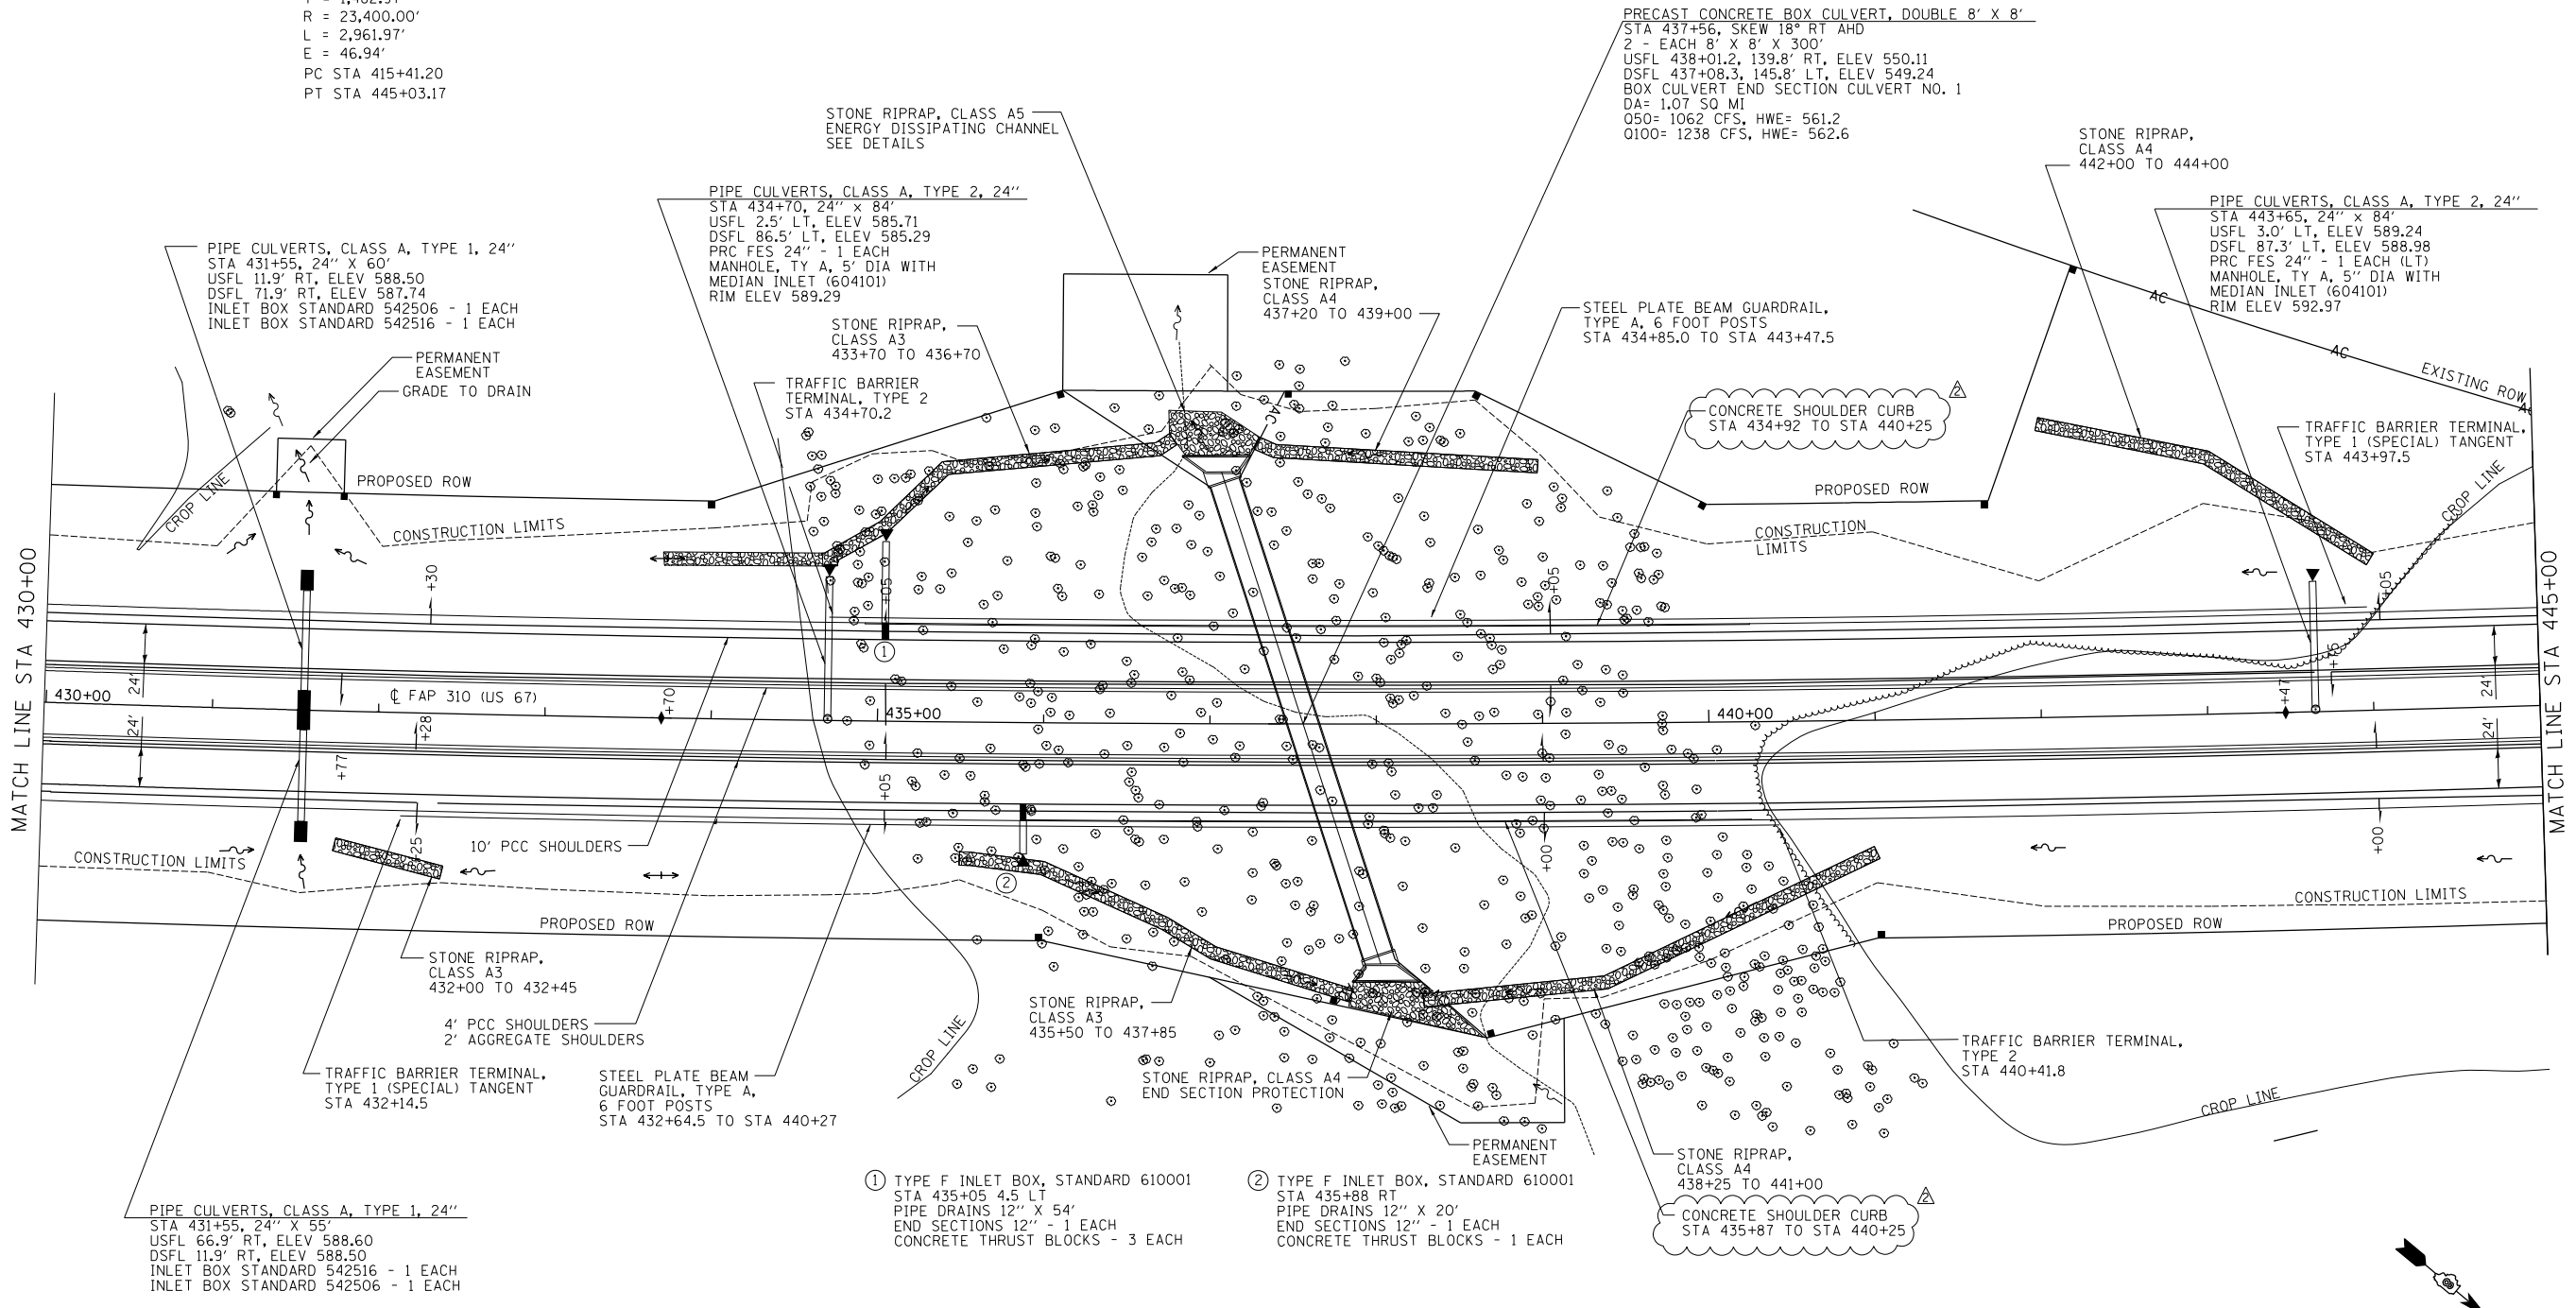 R = 23,400.00'
L = 2,961.97'
E = 46.94'
PC STA 415+41.20
PT STA 445+03.17
PRECAST CONCRETE BOX CULVERT, DOUBLE 8' X 8'
STA 437+56, SKEW 18° RT AHD
2 - EACH 8' X 8' X 300'
USFL 438+01.2, 139.8' RT, ELEV 550.11
DSFL 437+08.3, 145.8' LT, ELEV 549.24
BOX CULVERT END SECTION CULVERT NO. 1
DA= 1.07 SQ MI
Q50= 1062 CFS, HWE= 561.2
Q100= 1238 CFS, HWE= 562.6
STONE RIPRAP, CLASS A5
ENERGY DISSIPATING CHANNEL
SEE DETAILS
STONE RIPRAP,
CLASS A4
442+00 TO 444+00
PIPE CULVERTS, CLASS A, TYPE 2, 24''
STA 434+70, 24'' x 84'
USFL 2.5' LT, ELEV 585.71
DSFL 86.5' LT, ELEV 585.29
PRC FES 24'' - 1 EACH
MANHOLE, TY A, 5' DIA WITH
MEDIAN INLET (604101)
RIM ELEV 589.29
PIPE CULVERTS, CLASS A, TYPE 2, 24''
STA 443+65, 24'' x 84'
USFL 3.0' LT, ELEV 589.24
DSFL 87.3' LT, ELEV 588.98
PRC FES 24'' - 1 EACH (LT)
MANHOLE, TY A, 5'' DIA WITH
MEDIAN INLET (604101)
RIM ELEV 592.97
PIPE CULVERTS, CLASS A, TYPE 1, 24''
STA 431+55, 24'' X 60'
USFL 11.9' RT, ELEV 588.50
DSFL 71.9' RT, ELEV 587.74
INLET BOX STANDARD 542506 - 1 EACH
INLET BOX STANDARD 542516 - 1 EACH
PERMANENT
EASEMENT
STONE RIPRAP,
CLASS A4
437+20 TO 439+00
STEEL PLATE BEAM GUARDRAIL,
TYPE A, 6 FOOT POSTS
STA 434+85.0 TO STA 443+47.5
STONE RIPRAP,
CLASS A3
433+70 TO 436+70
PERMANENT
EASEMENT
GRADE TO DRAIN
TRAFFIC BARRIER
TERMINAL, TYPE 2
STA 434+70.2
CONCRETE SHOULDER CURB
STA 434+92 TO STA 440+25
2
AC
AC
AC
AC
EXISTING ROW
TRAFFIC BARRIER TERMINAL,
TYPE 1 (SPECIAL) TANGENT
STA 443+97.5
CROP LINE
PROPOSED ROW
CONSTRUCTION LIMITS
PROPOSED ROW
CONSTRUCTION
LIMITS
CROP LINE
MATCH LINE STA 430+00
MATCH LINE STA 445+00
+30
+05
+05
+05
1
24'
24'
430+00
℄ FAP 310 (US 67)
+70
435+00
440+00
+47
+15
24'
24'
+28
+77
+05
+00
+00
+25
10' PCC SHOULDERS
CONSTRUCTION LIMITS
2
CONSTRUCTION LIMITS
PROPOSED ROW
PROPOSED ROW
STONE RIPRAP,
CLASS A3
432+00 TO 432+45
4' PCC SHOULDERS
2' AGGREGATE SHOULDERS
TRAFFIC BARRIER TERMINAL,
TYPE 1 (SPECIAL) TANGENT
STA 432+14.5
STEEL PLATE BEAM
GUARDRAIL, TYPE A,
6 FOOT POSTS
STA 432+64.5 TO STA 440+27
CROP LINE
STONE RIPRAP,
CLASS A3
435+50 TO 437+85
STONE RIPRAP, CLASS A4
END SECTION PROTECTION
TRAFFIC BARRIER TERMINAL,
TYPE 2
STA 440+41.8
CROP LINE
PERMANENT
EASEMENT
STONE RIPRAP,
CLASS A4
438+25 TO 441+00
1 TYPE F INLET BOX, STANDARD 610001
STA 435+05 4.5 LT
PIPE DRAINS 12'' X 54'
END SECTIONS 12'' - 1 EACH
CONCRETE THRUST BLOCKS - 3 EACH
2 TYPE F INLET BOX, STANDARD 610001
STA 435+88 RT
PIPE DRAINS 12'' X 20'
END SECTIONS 12'' - 1 EACH
CONCRETE THRUST BLOCKS - 1 EACH
2
CONCRETE SHOULDER CURB
STA 435+87 TO STA 440+25
PIPE CULVERTS, CLASS A, TYPE 1, 24''
STA 431+55, 24'' X 55'
USFL 66.9' RT, ELEV 588.60
DSFL 11.9' RT, ELEV 588.50
INLET BOX STANDARD 542516 - 1 EACH
INLET BOX STANDARD 542506 - 1 EACH